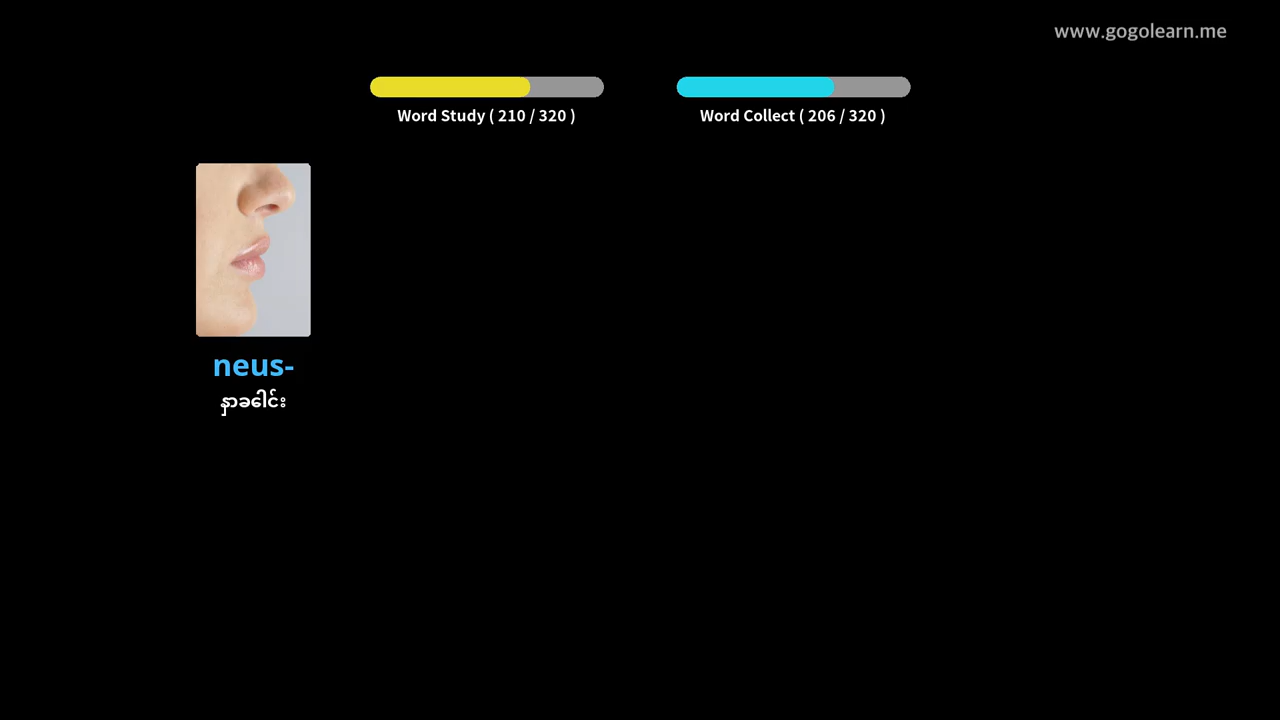 www.gogolearn.me
Word Study ( 210 / 320 )
Word Collect ( 206 / 320 )
neus-
နှာခေါင်း